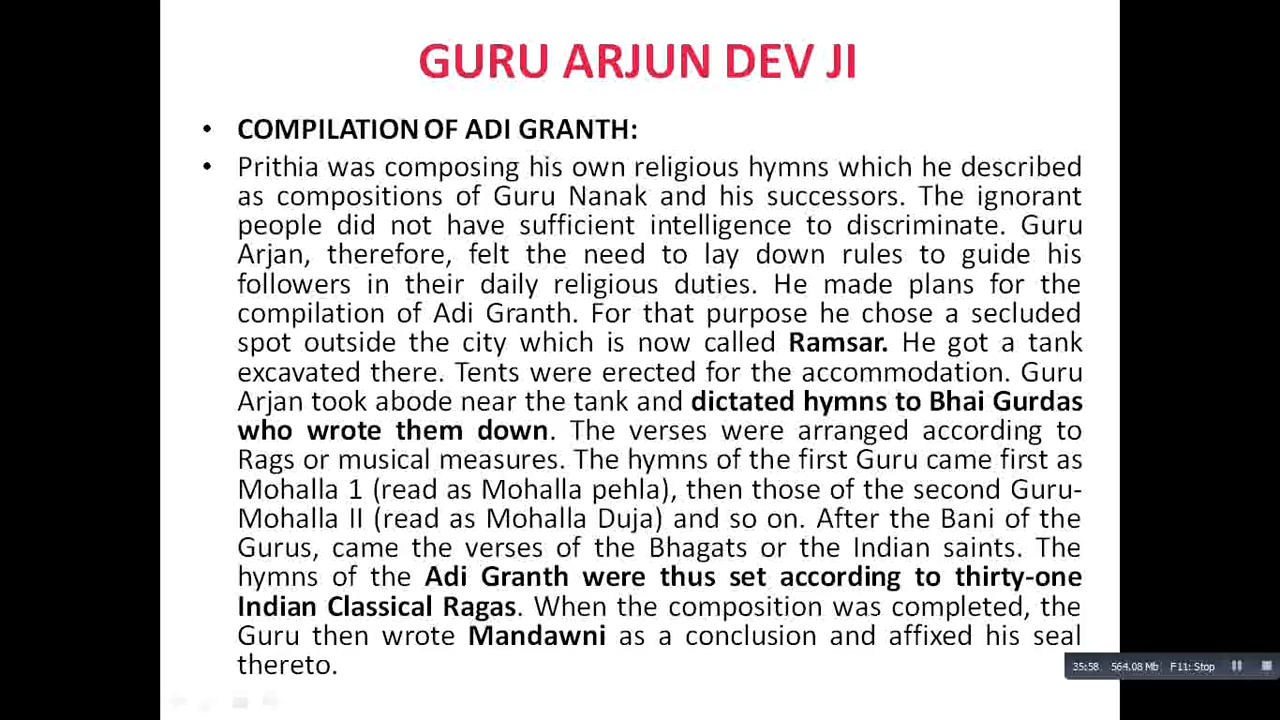 GURU ARJUN DEV JI
• COMPILATION OF ADI GRANTH:
• Prithia was composing his own religious hymns which he described
as compositions of Guru Nanak and his successors. The ignorant
people did not have sufficient intelligence to discriminate. Guru
Arjan, therefore, felt the need to lay down rules to guide his
followers in their daily religious duties. He made plans for the
compilation of Adi Granth. For that purpose he chose a secluded
spot outside the city which is now called Ramsar. He got a tank
excavated there. Tents were erected for the accommodation. Guru
Arjan took abode near the tank and dictated hymns to Bhai Gurdas
who wrote them down. The verses were arranged according to
Rags or musical measures. The hymns of the first Guru came first as
Mohalla 1 (read as Mohalla pehla), then those of the second Guru-
Mohalla II (read as Mohalla Duja) and so on. After the Bani of the
Gurus, came the verses of the Bhagats or the Indian saints. The
hymns of the Adi Granth were thus set according to thirty-one
Indian Classical Ragas. When the composition was completed, the
Guru then wrote Mandawni as a conclusion and affixed his seal
thereto.
35:58 564.08 Mb F11: Stop